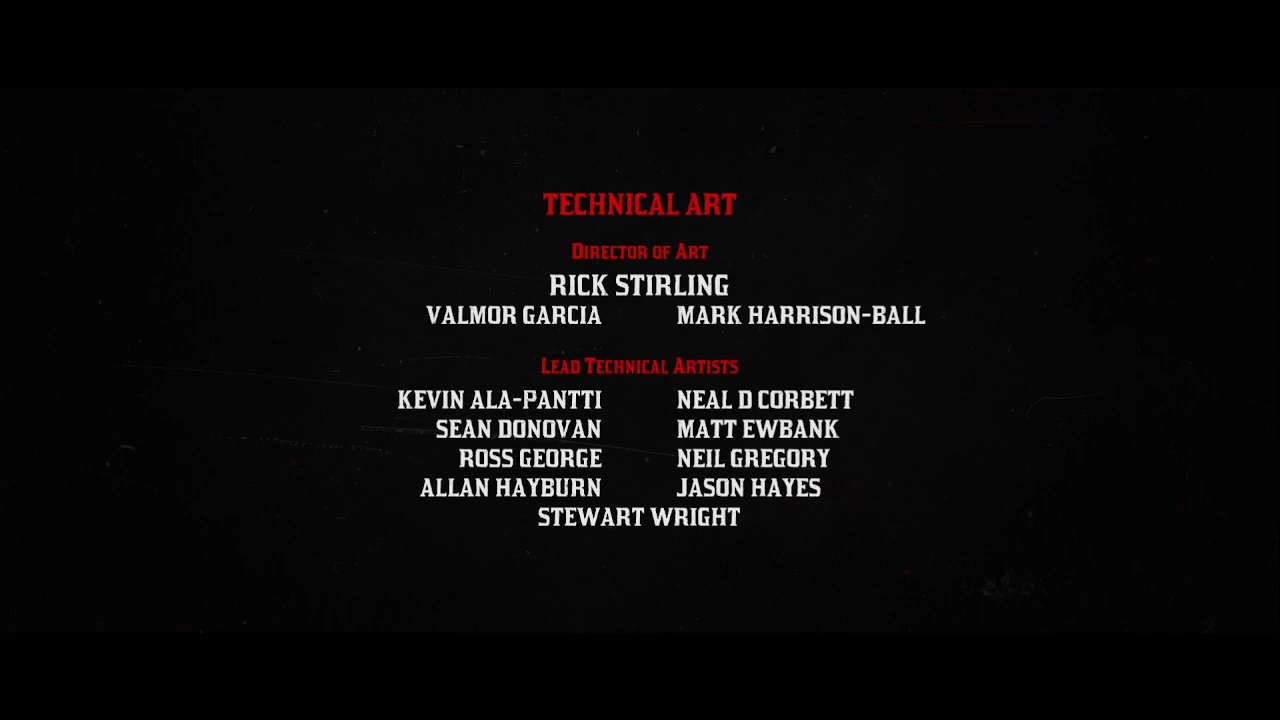 TECHNICAL ART
DIRECTOR OF ART
RICK STIRLING
VALMOR GARCIA MARK HARRISON-BALL
LEAD TECHNICAL ARTISTS
KEVIN ALA-PANTTI NEAL D CORBETT
SEAN DONOVAN MATT EWBANK
ROSS GEORGE NEIL GREGORY
ALLAN HAYBURN JASON HAYES
STEWART WRIGHT